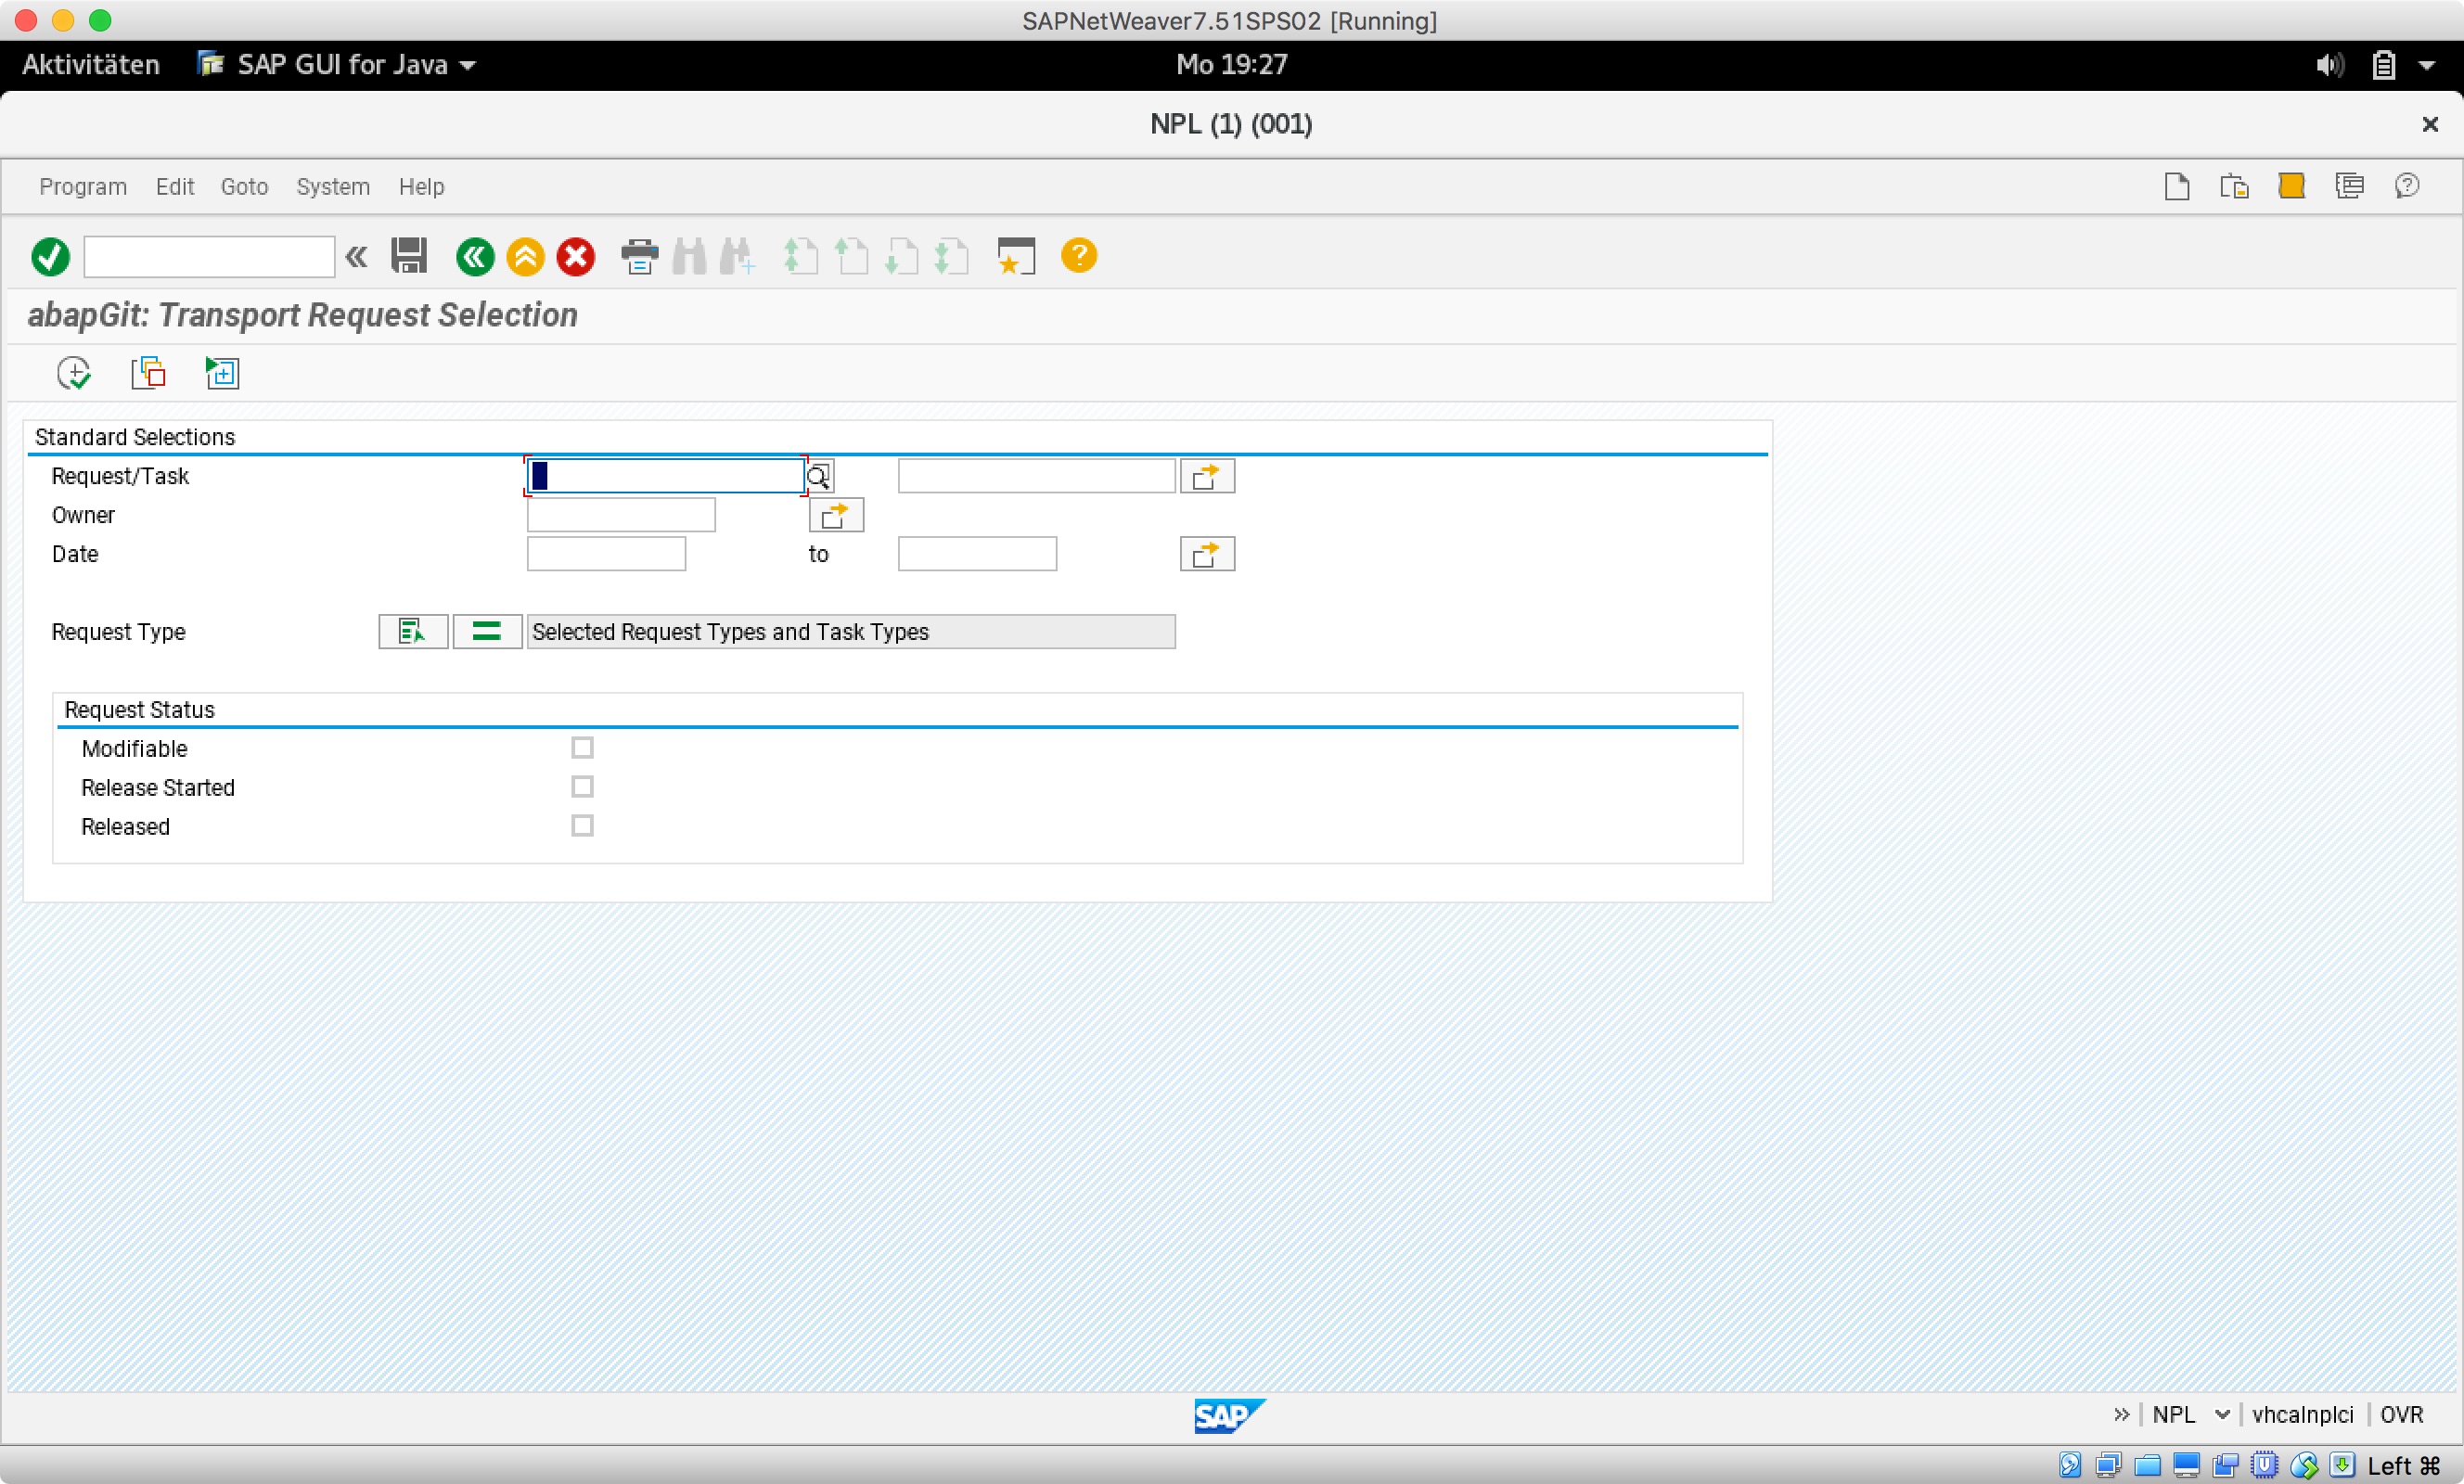 SAPNetWeaver7.51SPS02 [Running]
Aktivitäten SAP GUI for Java Mo 19:27
NPL (1) (001)
Program Edit Goto System Help
abapGit: Transport Request Selection
Standard Selections
Request/Task
Owner
Date to
Request Type Selected Request Types and Task Types
Request Status
Modifiable
Release Started
Released
SAP NPL vhcalnplci OVR
Left ⌘